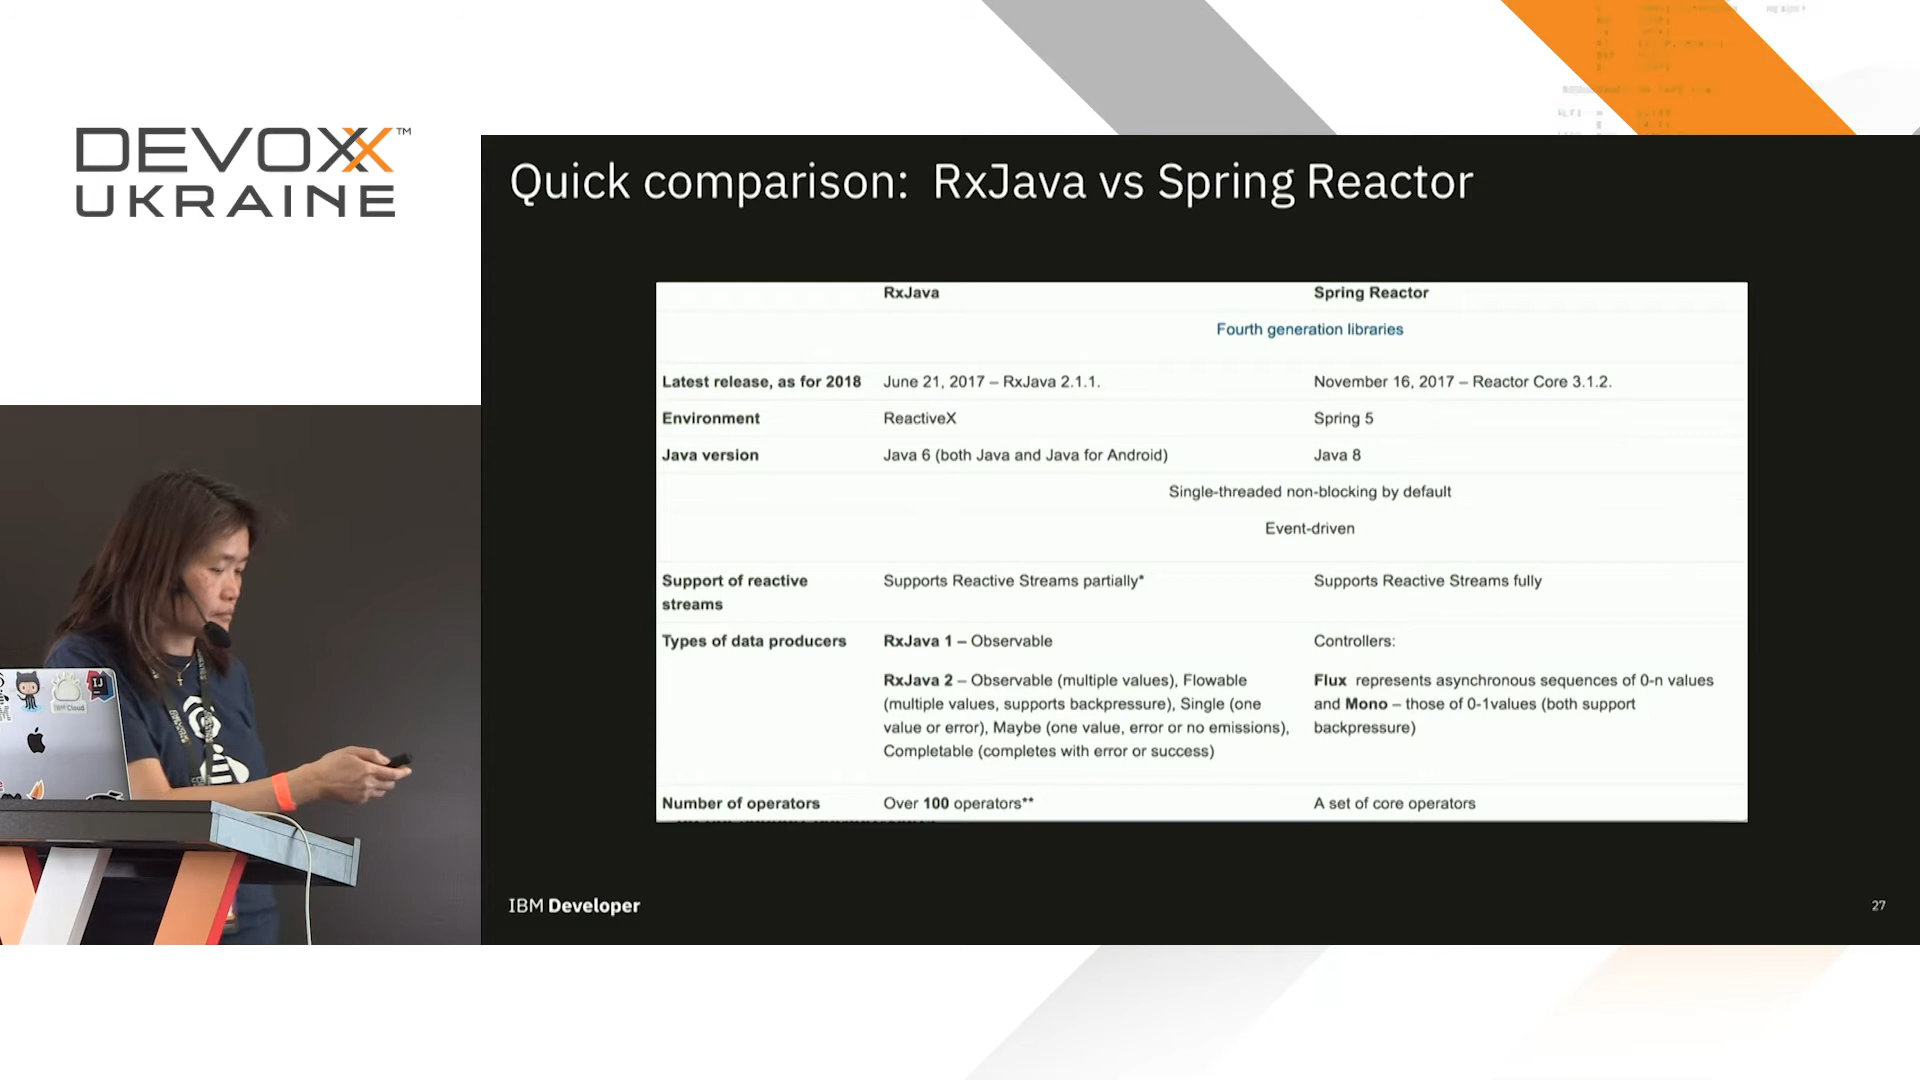 DEVOXX™
UKRAINE
Quick comparison: RxJava vs Spring Reactor
RxJava
Spring Reactor
Fourth generation libraries
Latest release, as for 2018
June 21, 2017 – RxJava 2.1.1.
November 16, 2017 – Reactor Core 3.1.2.
Environment
ReactiveX
Spring 5
Java version
Java 6 (both Java and Java for Android)
Java 8
Single-threaded non-blocking by default
Event-driven
Support of reactive
streams
Supports Reactive Streams partially*
Supports Reactive Streams fully
Types of data producers
RxJava 1 – Observable
RxJava 2 – Observable (multiple values), Flowable
(multiple values, supports backpressure), Single (one
value or error), Maybe (one value, error or no emissions),
Completable (completes with error or success)
Controllers:
Flux represents asynchronous sequences of 0-n values
and Mono – those of 0-1values (both support
backpressure)
Number of operators
Over 100 operators**
A set of core operators
IBM Developer
27
IJ
IBM Cloud